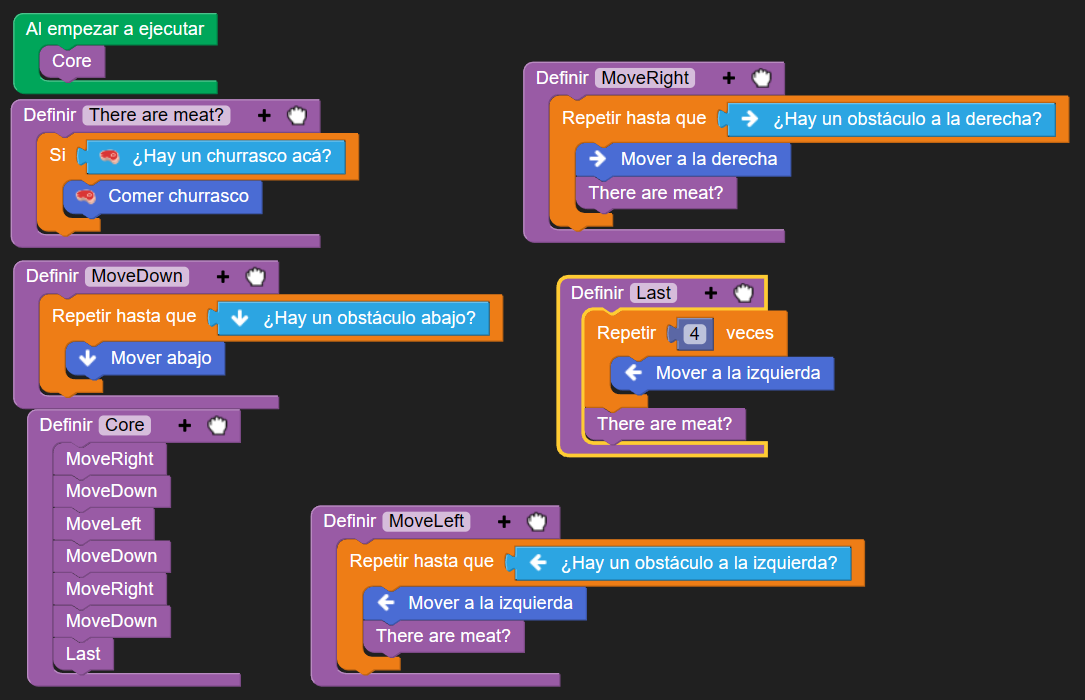 Al empezar a ejecutar
Core
Definir There are meat? +
Si ¿Hay un churrasco acá?
Comer churrasco
Definir MoveDown +
Repetir hasta que ¿Hay un obstáculo abajo?
Mover abajo
Definir Core +
MoveRight
MoveDown
MoveLeft
MoveDown
MoveRight
MoveDown
Last
Definir MoveRight +
Repetir hasta que ¿Hay un obstáculo a la derecha?
Mover a la derecha
There are meat?
Definir Last +
Repetir 4 veces
Mover a la izquierda
There are meat?
Definir MoveLeft +
Repetir hasta que ¿Hay un obstáculo a la izquierda?
Mover a la izquierda
There are meat?